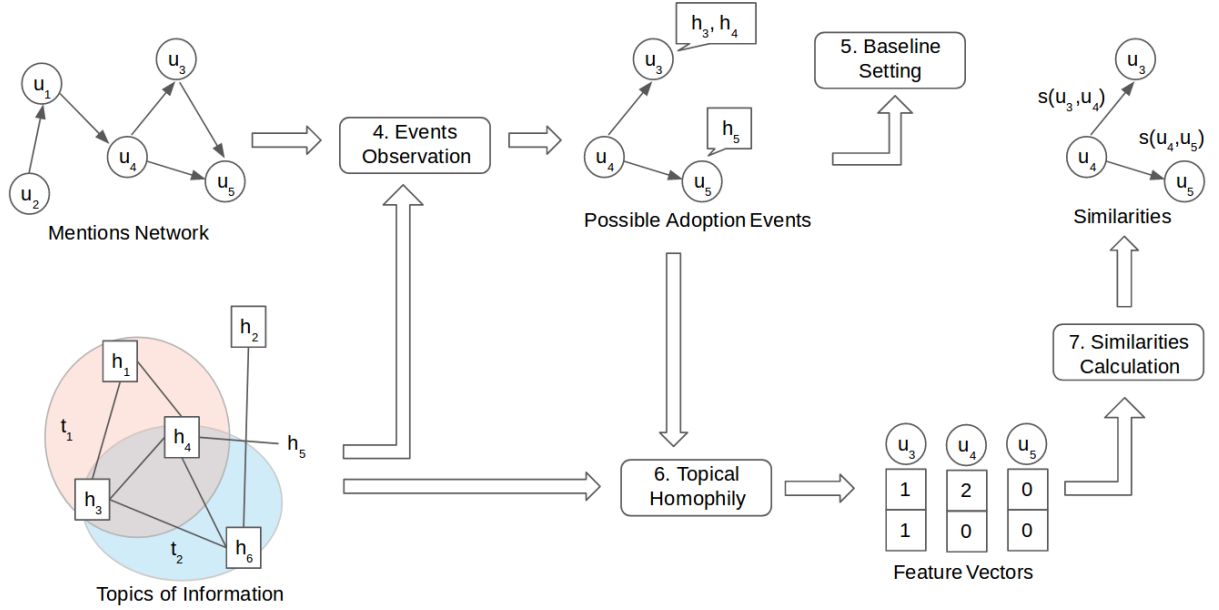 h₃, h₄
5. Baseline
Setting
u₃
u₃
u₃
u₁
s(u₃,u₄)
4. Events
Observation
h₅
s(u₄,u₅)
u₄
u₄
u₄
u₂
u₅
u₅
u₅
Mentions Network
Possible Adoption Events
Similarities
h₂
h₁
7. Similarities
Calculation
t₁
h₄
h₅
u₃
u₄
u₅
6. Topical
Homophily
h₃
1
2
0
1
0
0
t₂
h₆
Topics of Information
Feature Vectors